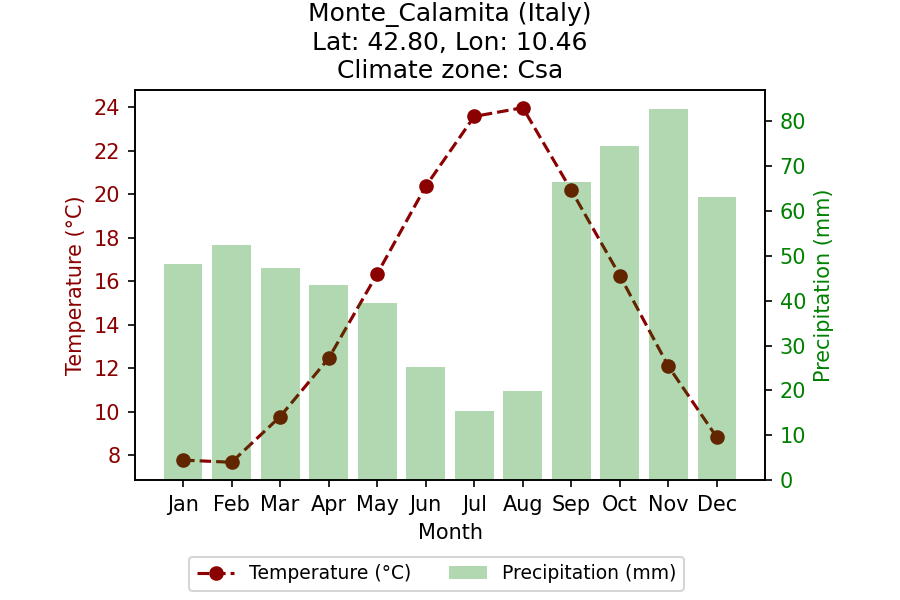 Monte_Calamita (Italy)
Lat: 42.80, Lon: 10.46
Climate zone: Csa
Temperature (°C)
24
22
20
18
16
14
12
10
8
Precipitation (mm)
80
70
60
50
40
30
20
10
0
Jan Feb Mar Apr May Jun Jul Aug Sep Oct Nov Dec
Month
Temperature (°C) Precipitation (mm)